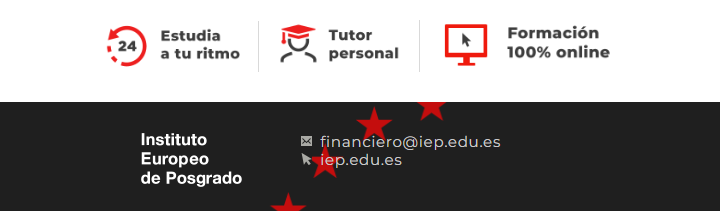 24
Estudia
a tu ritmo
Tutor
personal
Formación
100% online
Instituto
Europeo
de Posgrado
financiero@iep.edu.es
iep.edu.es